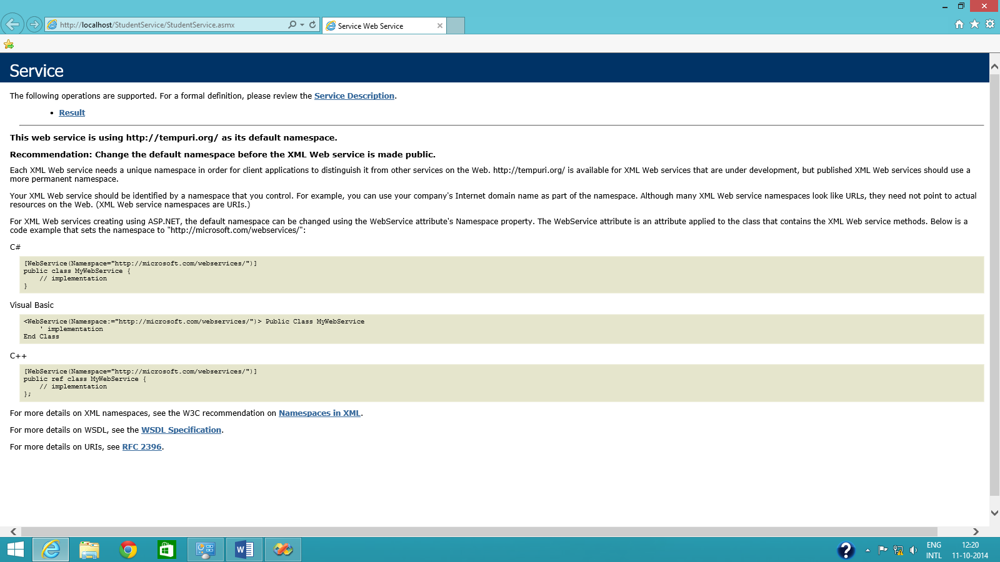 http://localhost/StudentService/StudentService.asmx
Service Web Service
Service
The following operations are supported. For a formal definition, please review the Service Description.
• Result
This web service is using http://tempuri.org/ as its default namespace.
Recommendation: Change the default namespace before the XML Web service is made public.
Each XML Web service needs a unique namespace in order for client applications to distinguish it from other services on the Web. http://tempuri.org/ is available for XML Web services that are under development, but published XML Web services should use a
more permanent namespace.
Your XML Web service should be identified by a namespace that you control. For example, you can use your company's Internet domain name as part of the namespace. Although many XML Web service namespaces look like URLs, they need not point to actual
resources on the Web. (XML Web service namespaces are URIs.)
For XML Web services creating using ASP.NET, the default namespace can be changed using the WebService attribute's Namespace property. The WebService attribute is an attribute applied to the class that contains the XML Web service methods. Below is a
code example that sets the namespace to "http://microsoft.com/webservices/":
C#
[WebService(Namespace="http://microsoft.com/webservices/")]
public class MyWebService {
    // implementation
}
Visual Basic
<WebService(Namespace:="http://microsoft.com/webservices/")> Public Class MyWebService
    ' implementation
End Class
C++
[WebService(Namespace="http://microsoft.com/webservices/")]
public ref class MyWebService {
    // implementation
};
For more details on XML namespaces, see the W3C recommendation on Namespaces in XML.
For more details on WSDL, see the WSDL Specification.
For more details on URIs, see RFC 2396.
ENG
INTL
12:20
11-10-2014